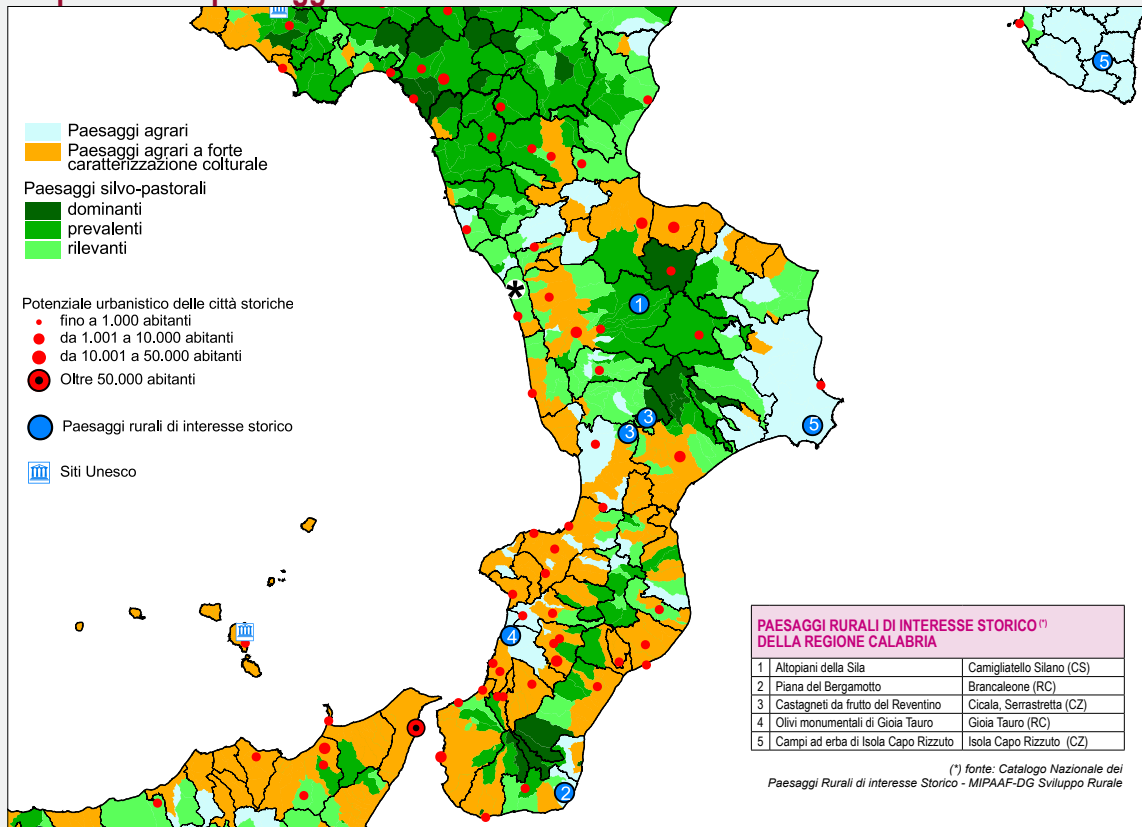 Paesaggi agrari
Paesaggi agrari a forte
caratterizzazione colturale
Paesaggi silvo-pastorali
dominanti
prevalenti
rilevanti
Potenziale urbanistico delle città storiche
fino a 1.000 abitanti
da 1.001 a 10.000 abitanti
da 10.001 a 50.000 abitanti
Oltre 50.000 abitanti
Paesaggi rurali di interesse storico
Siti Unesco
5
*
1
3
3
5
4
2
PAESAGGI RURALI DI INTERESSE STORICO (*)
DELLA REGIONE CALABRIA
1 Altopiani della Sila Camigliatello Silano (CS)
2 Piana del Bergamotto Brancaleone (RC)
3 Castagneti da frutto del Reventino Cicala, Serrastretta (CZ)
4 Olivi monumentali di Gioia Tauro Gioia Tauro (RC)
5 Campi ad erba di Isola Capo Rizzuto Isola Capo Rizzuto (CZ)
(*) fonte: Catalogo Nazionale dei
Paesaggi Rurali di interesse Storico - MIPAAF-DG Sviluppo Rurale